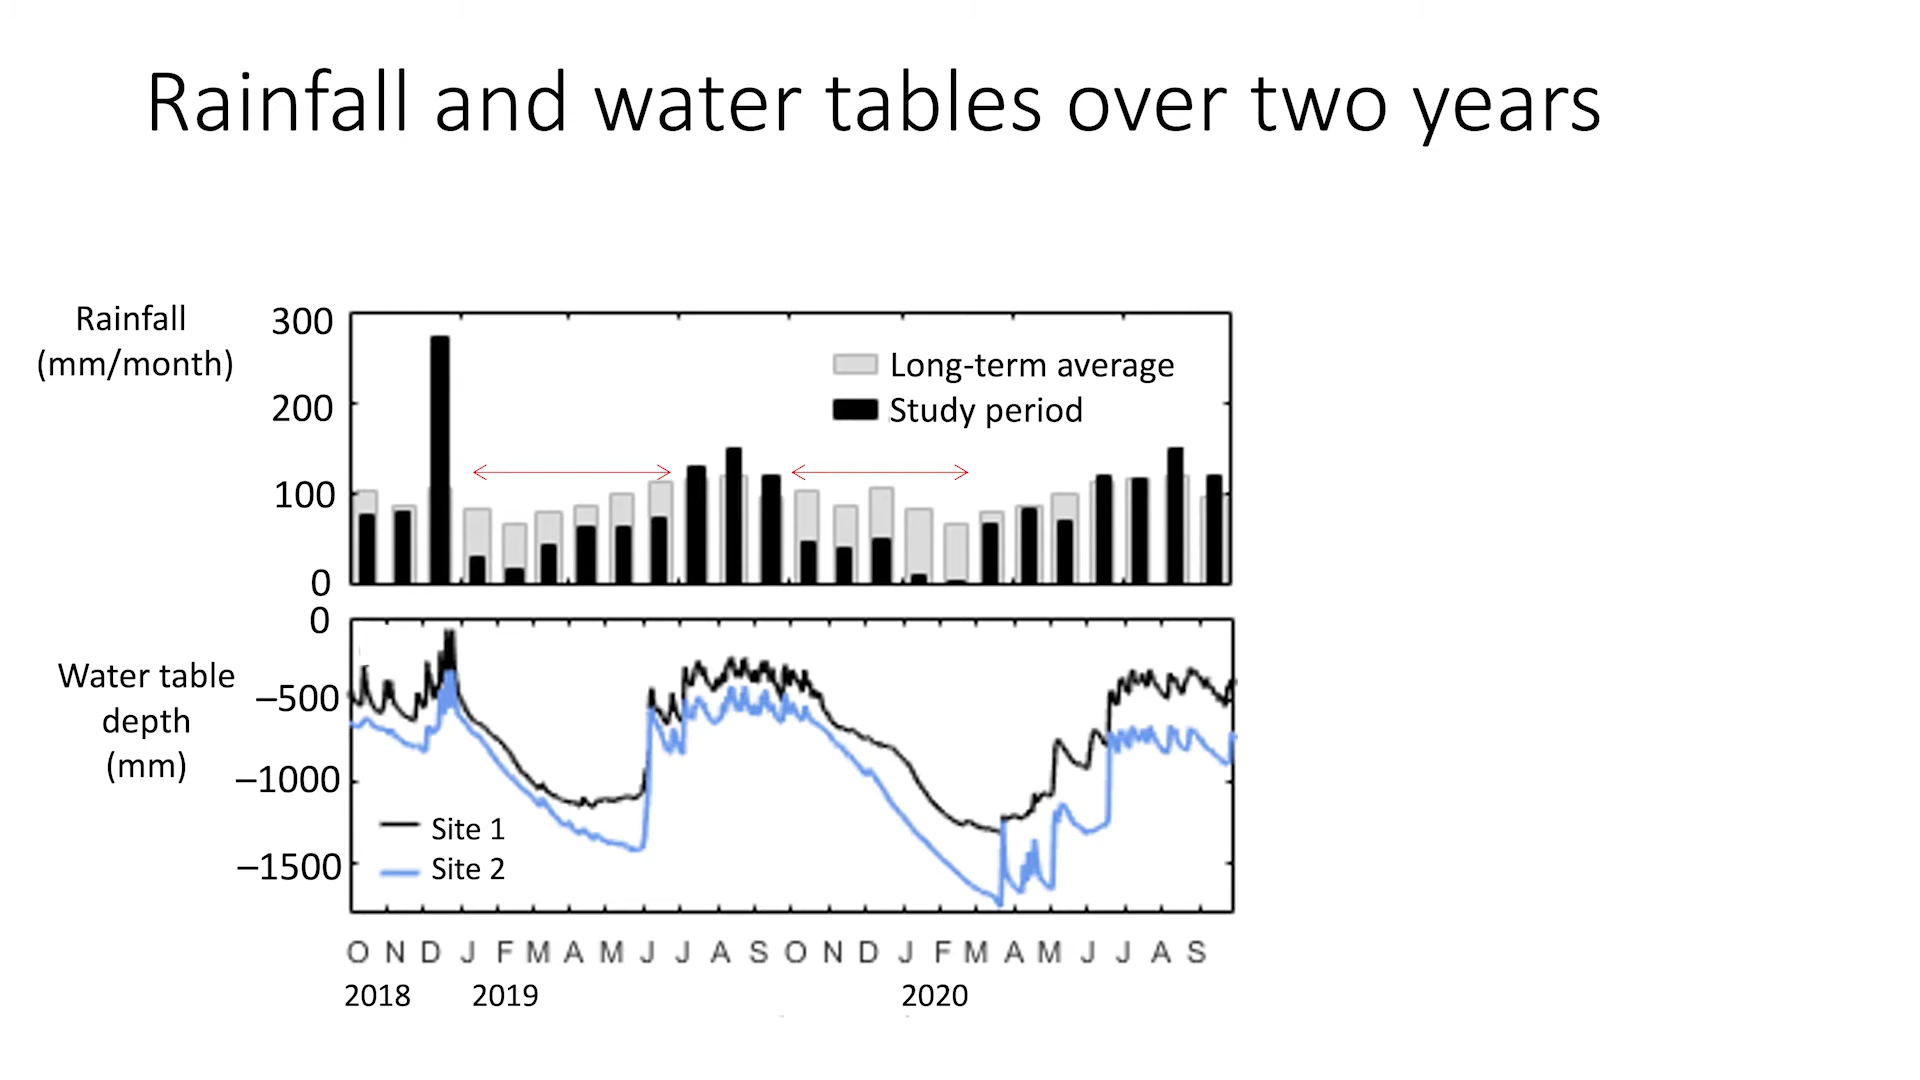 Rainfall and water tables over two years
Rainfall
(mm/month)
300
200
100
0
Long-term average
Study period
Water table
depth
(mm)
0
–500
–1000
–1500
Site 1
Site 2
O N D J F M A M J J A S O N D J F M A M J J A S
2018 2019 2020